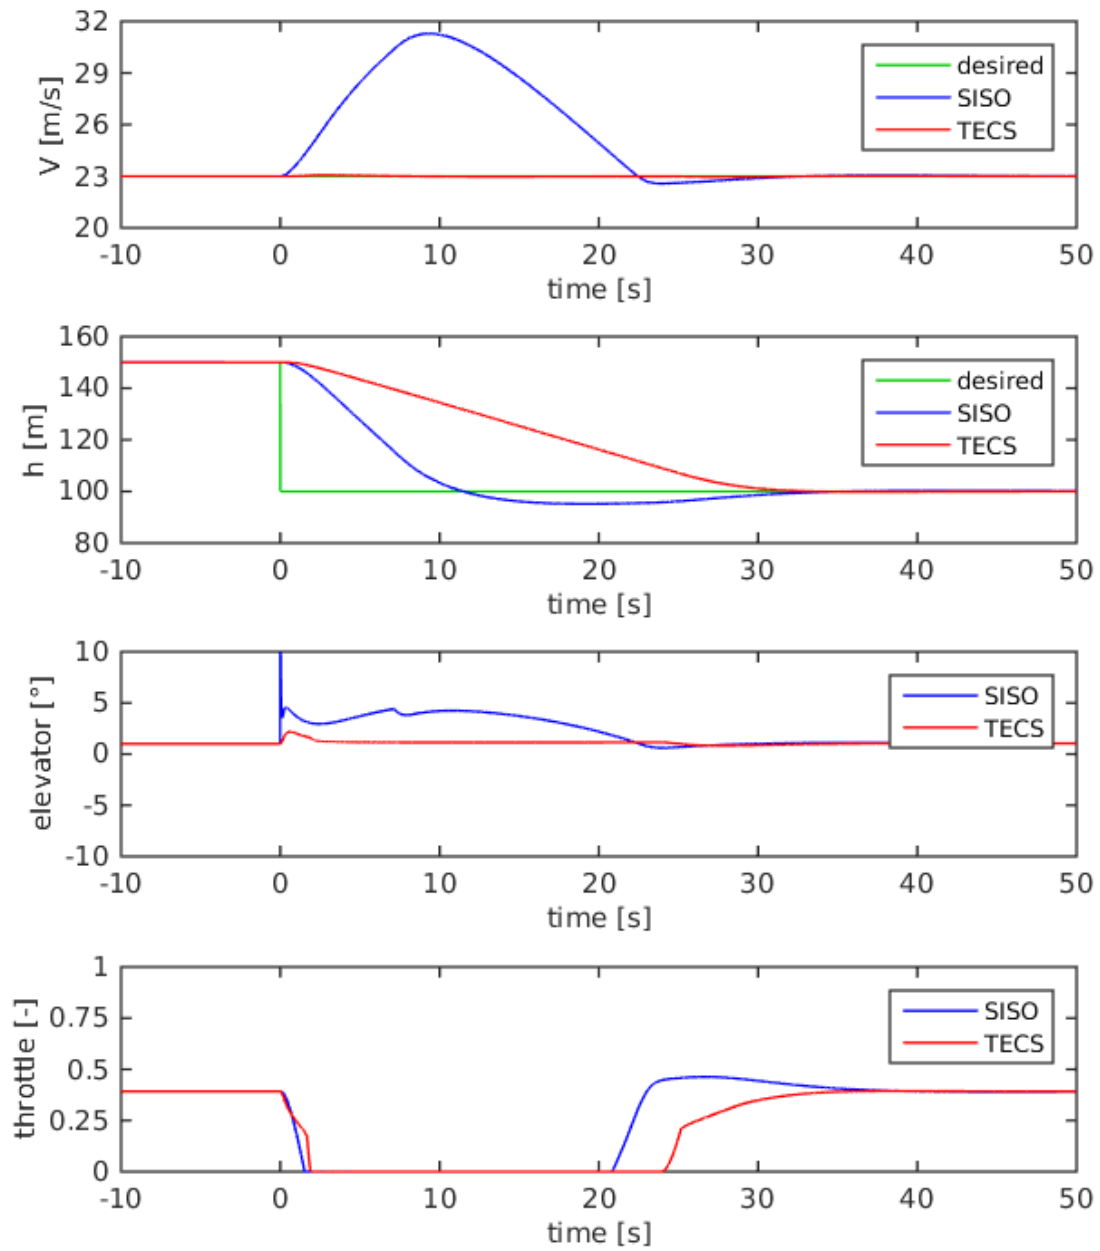 32
29
26
23
20
V [m/s]
desired
SISO
TECS
-10 0 10 20 30 40 50
time [s]
160
140
120
100
80
h [m]
desired
SISO
TECS
-10 0 10 20 30 40 50
time [s]
10
5
0
-5
-10
elevator [°]
SISO
TECS
-10 0 10 20 30 40 50
time [s]
1
0.75
0.5
0.25
0
throttle [-]
SISO
TECS
-10 0 10 20 30 40 50
time [s]